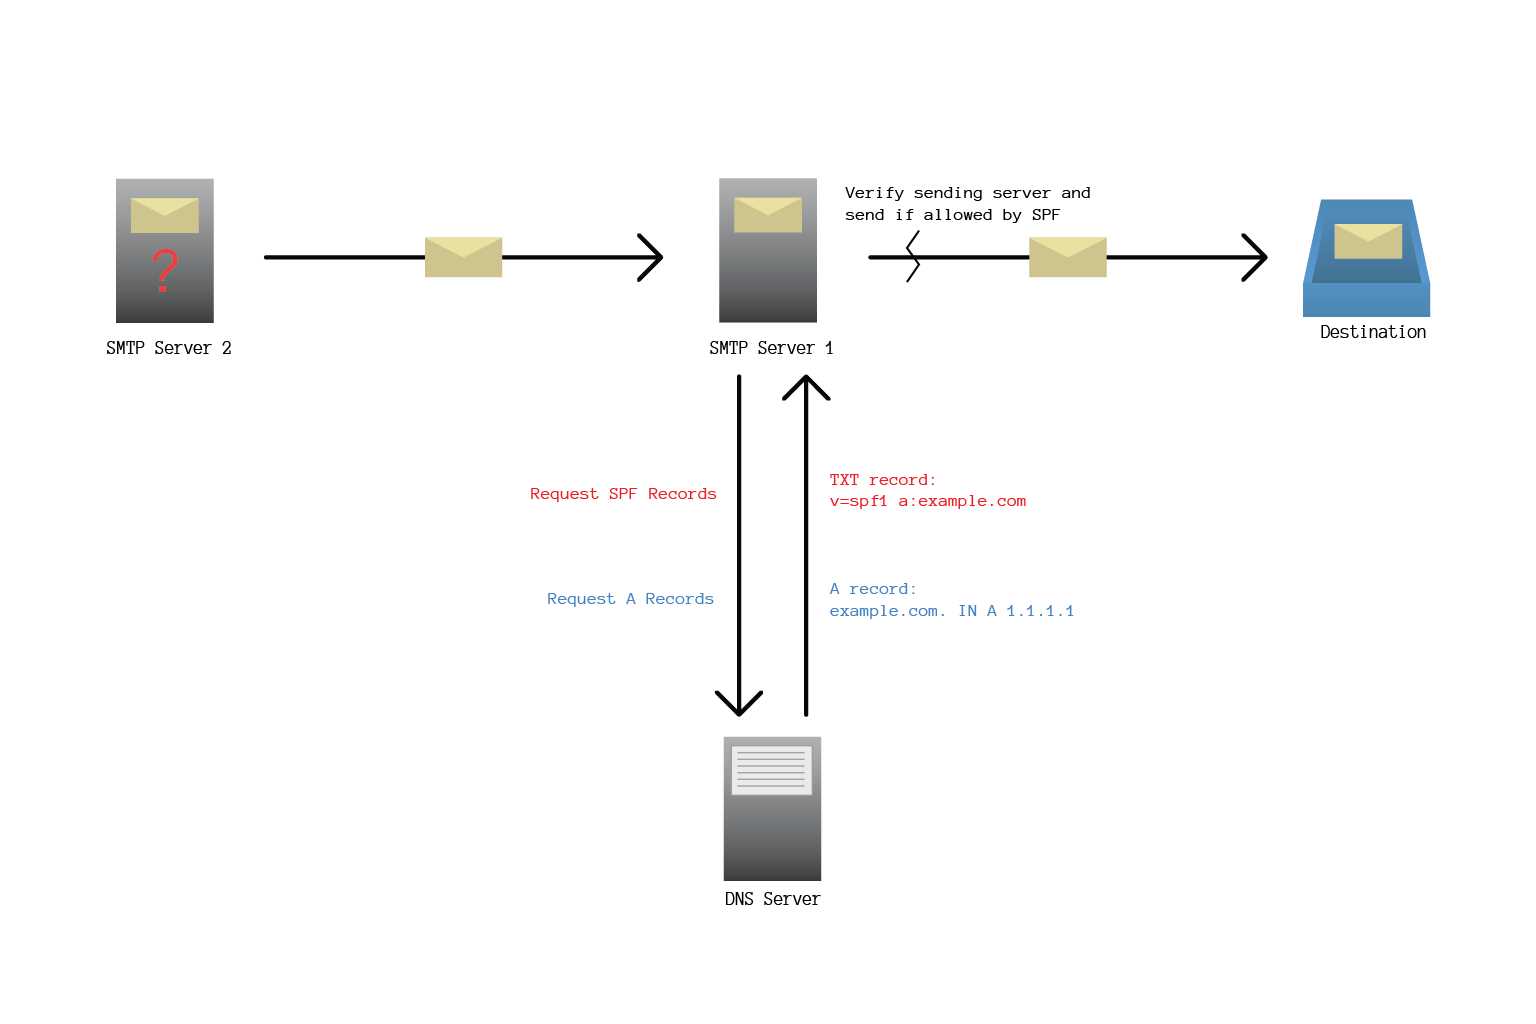 Verify sending server and
send if allowed by SPF
?
SMTP Server 2
SMTP Server 1
Destination
Request SPF Records
TXT record:
v=spf1 a:example.com
Request A Records
A record:
example.com. IN A 1.1.1.1
DNS Server